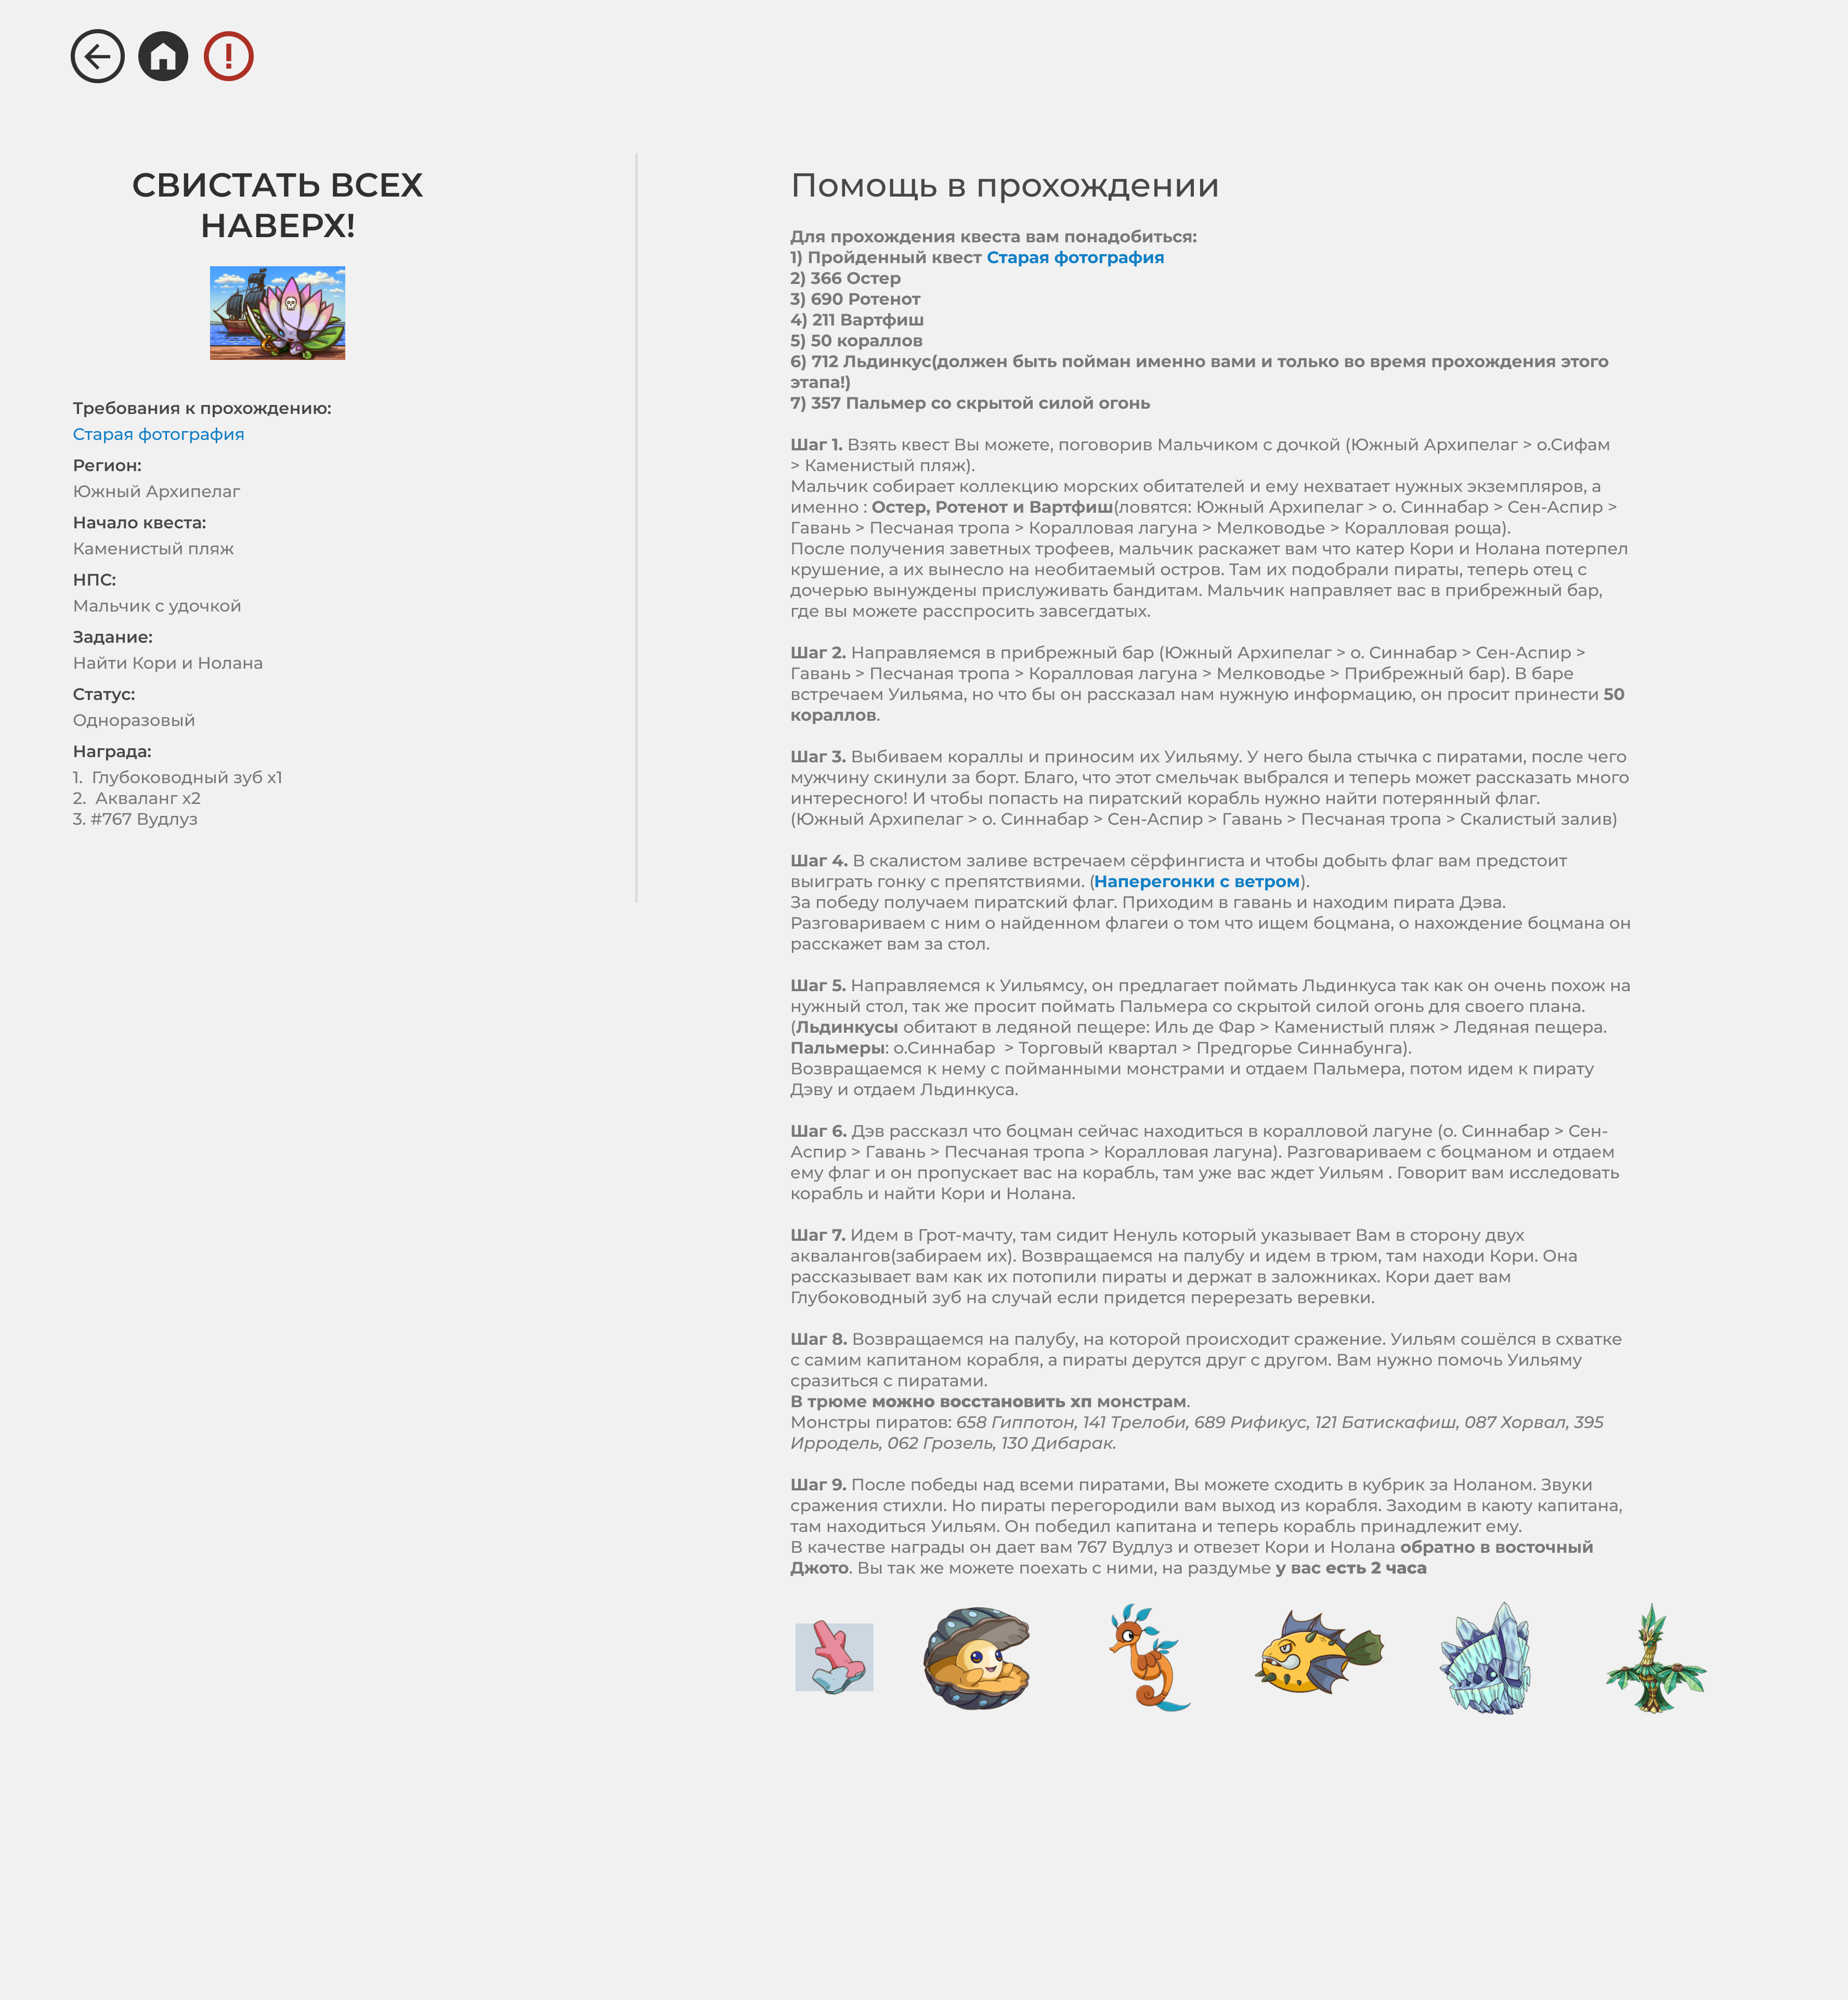 СВИСТАТЬ ВСЕХ
НАВЕРХ!
Требования к прохождению:
Старая фотография
Регион:
Южный Архипелаг
Начало квеста:
Каменистый пляж
НПС:
Мальчик с удочкой
Задание:
Найти Кори и Нолана
Статус:
Одноразовый
Награда:
1. Глубоководный зуб х1
2. Акваланг х2
3. #767 Вудлуз
Помощь в прохождении
Для прохождения квеста вам понадобиться:
1) Пройденный квест Старая фотография
2) 366 Остер
3) 690 Ротенот
4) 211 Вартфиш
5) 50 кораллов
6) 712 Льдинкус(должен быть пойман именно вами и только во время прохождения этого
этапа!)
7) 357 Пальмер со скрытой силой огонь
Шаг 1. Взять квест Вы можете, поговорив Мальчиком с дочкой (Южный Архипелаг > о.Сифам
> Каменистый пляж).
Мальчик собирает коллекцию морских обитателей и ему нехватает нужных экземпляров, а
именно : Остер, Ротенот и Вартфиш(ловятся: Южный Архипелаг > о. Синнабар > Сен-Аспир >
Гавань > Песчаная тропа > Коралловая лагуна > Мелководье > Коралловая роща).
После получения заветных трофеев, мальчик раскажет вам что катер Кори и Нолана потерпел
крушение, а их вынесло на необитаемый остров. Там их подобрали пираты, теперь отец с
дочерью вынуждены прислуживать бандитам. Мальчик направляет вас в прибрежный бар,
где вы можете расспросить завсегдатых.
Шаг 2. Направляемся в прибрежный бар (Южный Архипелаг > о. Синнабар > Сен-Аспир >
Гавань > Песчаная тропа > Коралловая лагуна > Мелководье > Прибрежный бар). В баре
встречаем Уильяма, но что бы он рассказал нам нужную информацию, он просит принести 50
кораллов.
Шаг 3. Выбиваем кораллы и приносим их Уильяму. У него была стычка с пиратами, после чего
мужчину скинули за борт. Благо, что этот смельчак выбрался и теперь может рассказать много
интересного! И чтобы попасть на пиратский корабль нужно найти потерянный флаг.
(Южный Архипелаг > о. Синнабар > Сен-Аспир > Гавань > Песчаная тропа > Скалистый залив)
Шаг 4. В скалистом заливе встречаем сёрфингиста и чтобы добыть флаг вам предстоит
выиграть гонку с препятствиями. (Наперегонки с ветром).
За победу получаем пиратский флаг. Приходим в гавань и находим пирата Дэва.
Разговариваем с ним о найденном флагеи о том что ищем боцмана, о нахождение боцмана он
расскажет вам за стол.
Шаг 5. Направляемся к Уильямсу, он предлагает поймать Льдинкуса так как он очень похож на
нужный стол, так же просит поймать Пальмера со скрытой силой огонь для своего плана.
(Льдинкусы обитают в ледяной пещере: Иль де Фар > Каменистый пляж > Ледяная пещера.
Пальмеры: о.Синнабар > Торговый квартал > Предгорье Синнабунга).
Возвращаемся к нему с пойманными монстрами и отдаем Пальмера, потом идем к пирату
Дэву и отдаем Льдинкуса.
Шаг 6. Дэв рассказл что боцман сейчас находиться в коралловой лагуне (о. Синнабар > Сен-
Аспир > Гавань > Песчаная тропа > Коралловая лагуна). Разговариваем с боцманом и отдаем
ему флаг и он пропускает вас на корабль, там уже вас ждет Уильям . Говорит вам исследовать
корабль и найти Кори и Нолана.
Шаг 7. Идем в Грот-мачту, там сидит Ненуль который указывает Вам в сторону двух
аквалангов(забираем их). Возвращаемся на палубу и идем в трюм, там находи Кори. Она
рассказывает вам как их потопили пираты и держат в заложниках. Кори дает вам
Глубоководный зуб на случай если придется перерезать веревки.
Шаг 8. Возвращаемся на палубу, на которой происходит сражение. Уильям сошёлся в схватке
с самим капитаном корабля, а пираты дерутся друг с другом. Вам нужно помочь Уильяму
сразиться с пиратами.
В трюме можно восстановить хп монстрам.
Монстры пиратов: 658 Гиппотон, 141 Трелоби, 689 Рификус, 121 Батискафиш, 087 Хорвал, 395
Ирродель, 062 Грозель, 130 Дибарак.
Шаг 9. После победы над всеми пиратами, Вы можете сходить в кубрик за Ноланом. Звуки
сражения стихли. Но пираты перегородили вам выход из корабля. Заходим в каюту капитана,
там находиться Уильям. Он победил капитана и теперь корабль принадлежит ему.
В качестве награды он дает вам 767 Вудлуз и отвезет Кори и Нолана обратно в восточный
Джото. Вы так же можете поехать с ними, на раздумье у вас есть 2 часа